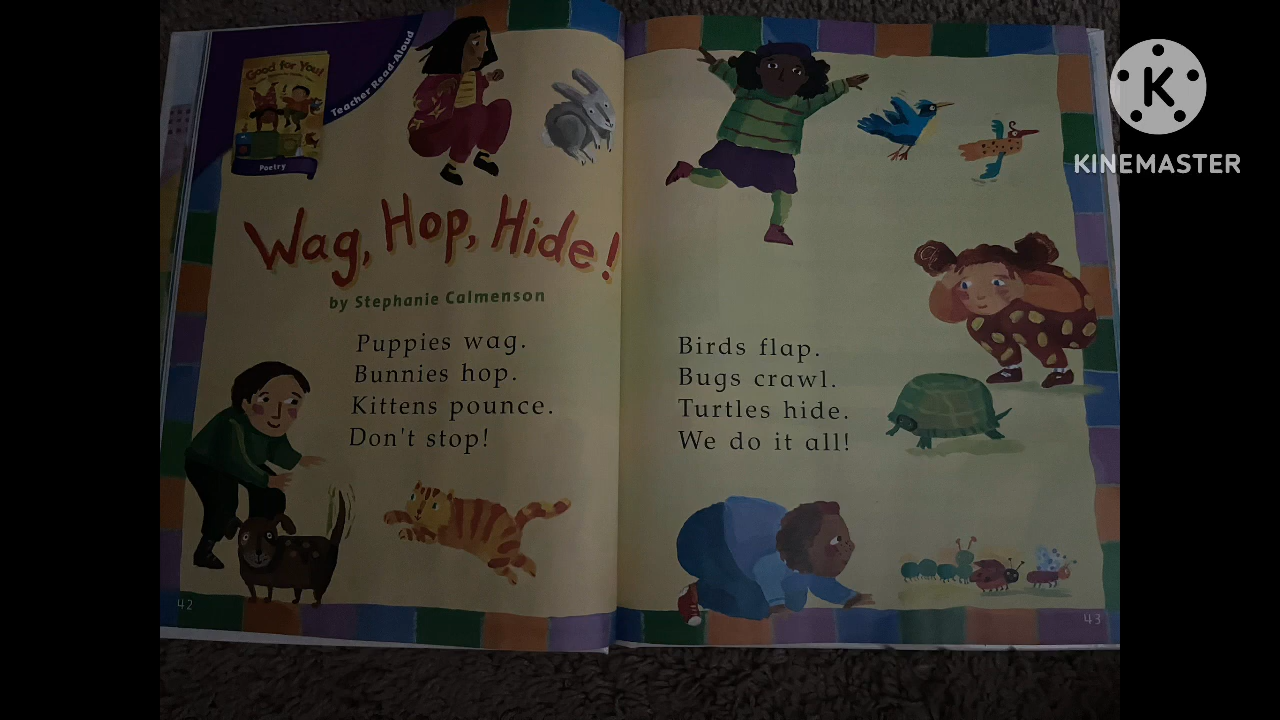 Good for You!
Teacher Read-Aloud
Poetry
Wag, Hop, Hide!
by Stephanie Calmenson
Puppies wag.
Bunnies hop.
Kittens pounce.
Don't stop!
42
Birds flap.
Bugs crawl.
Turtles hide.
We do it all!
43
K
KINEMASTER